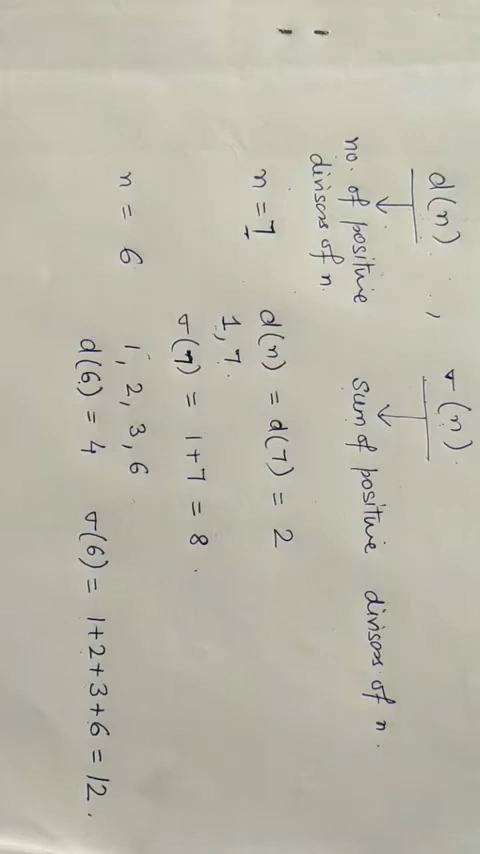 d(n) , σ(n).
↓ ↓
no. of positive sum of positive divisors of n.
divisors of n.
n = 7 d(n) = d(7) = 2
1, 7.
σ(7) = 1+7 = 8.
n = 6 1, 2, 3, 6
d(6) = 4 σ(6) = 1+2+3+6 = 12.